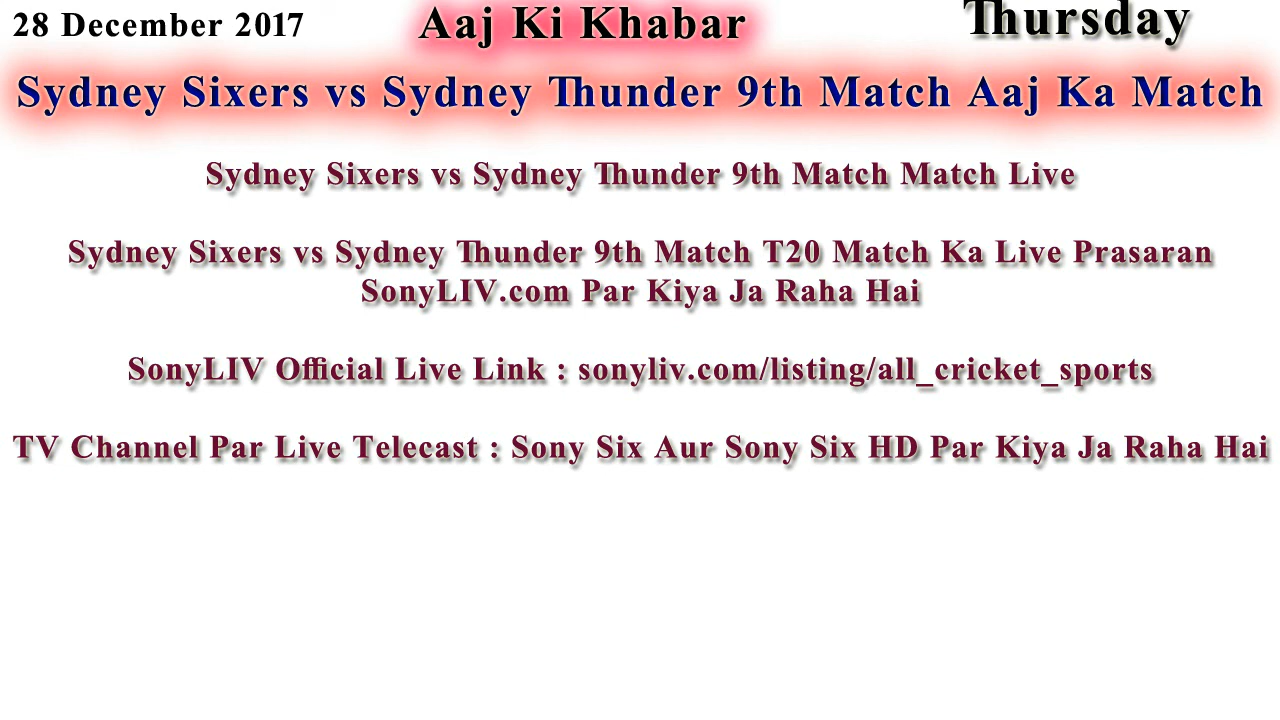 28 December 2017
Aaj Ki Khabar
Thursday
Sydney Sixers vs Sydney Thunder 9th Match Aaj Ka Match
Sydney Sixers vs Sydney Thunder 9th Match Match Live
Sydney Sixers vs Sydney Thunder 9th Match T20 Match Ka Live Prasaran
SonyLIV.com Par Kiya Ja Raha Hai
SonyLIV Official Live Link : sonyliv.com/listing/all_cricket_sports
TV Channel Par Live Telecast : Sony Six Aur Sony Six HD Par Kiya Ja Raha Hai